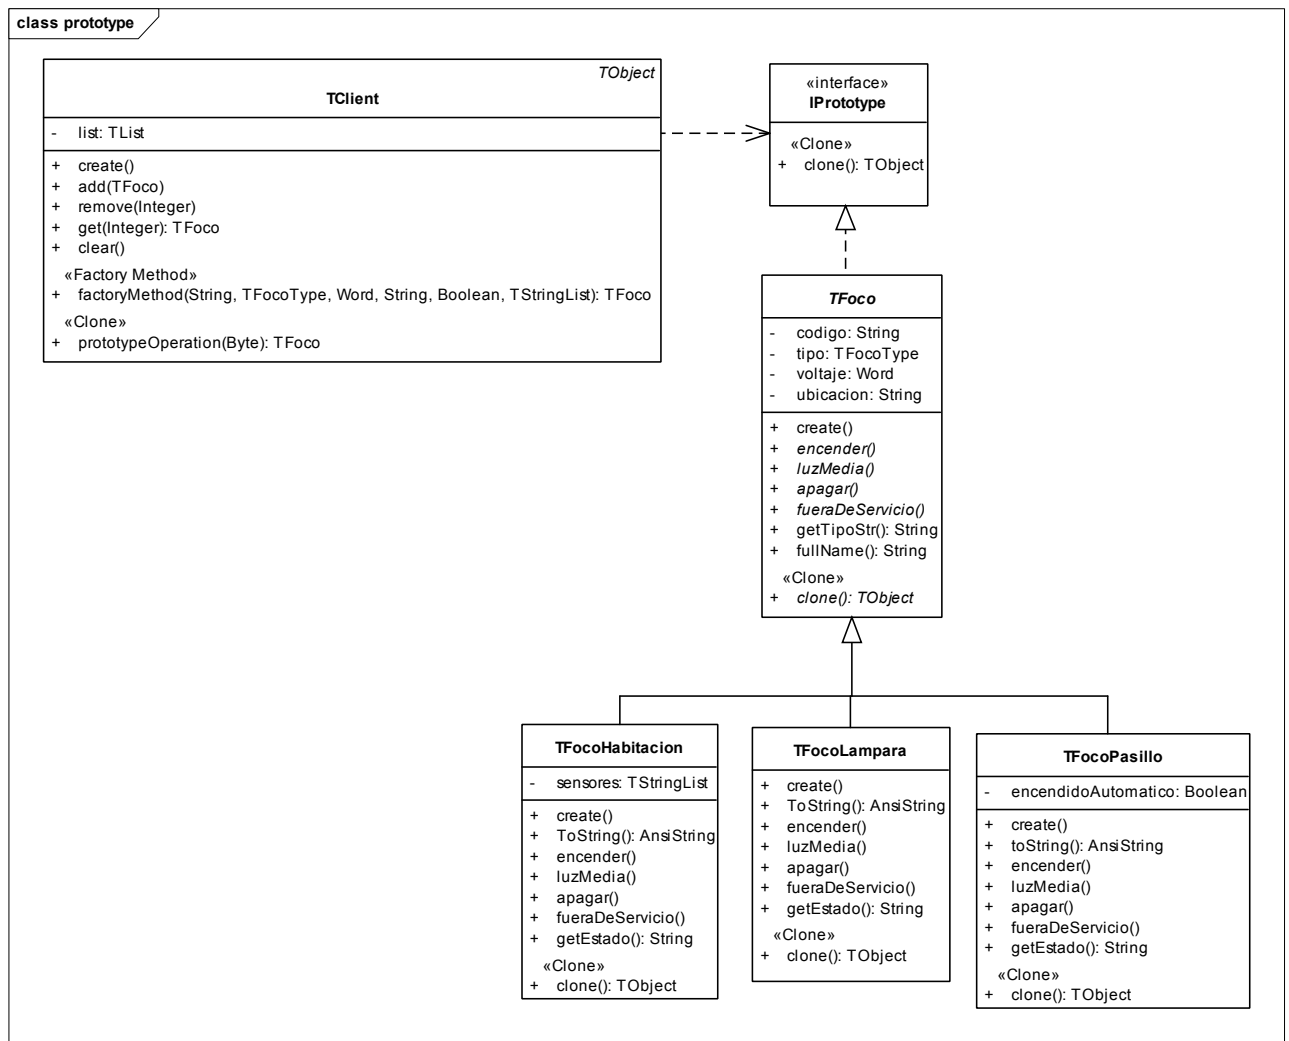 class prototype
TObject
TClient
- list: TList
+ create()
+ add(TFoco)
+ remove(Integer)
+ get(Integer): TFoco
+ clear()
«Factory Method»
+ factoryMethod(String, TFocoType, Word, String, Boolean, TStringList): TFoco
«Clone»
+ prototypeOperation(Byte): TFoco
«interface»
IPrototype
«Clone»
+ clone(): TObject
TFoco
- codigo: String
- tipo: TFocoType
- voltaje: Word
- ubicacion: String
+ create()
+ encender()
+ luzMedia()
+ apagar()
+ fueraDeServicio()
+ getTipoStr(): String
+ fullName(): String
«Clone»
+ clone(): TObject
TFocoHabitacion
- sensores: TStringList
+ create()
+ ToString(): AnsiString
+ encender()
+ luzMedia()
+ apagar()
+ fueraDeServicio()
+ getEstado(): String
«Clone»
+ clone(): TObject
TFocoLampara
+ create()
+ ToString(): AnsiString
+ encender()
+ luzMedia()
+ apagar()
+ fueraDeServicio()
+ getEstado(): String
«Clone»
+ clone(): TObject
TFocoPasillo
- encendidoAutomatico: Boolean
+ create()
+ toString(): AnsiString
+ encender()
+ luzMedia()
+ apagar()
+ fueraDeServicio()
+ getEstado(): String
«Clone»
+ clone(): TObject